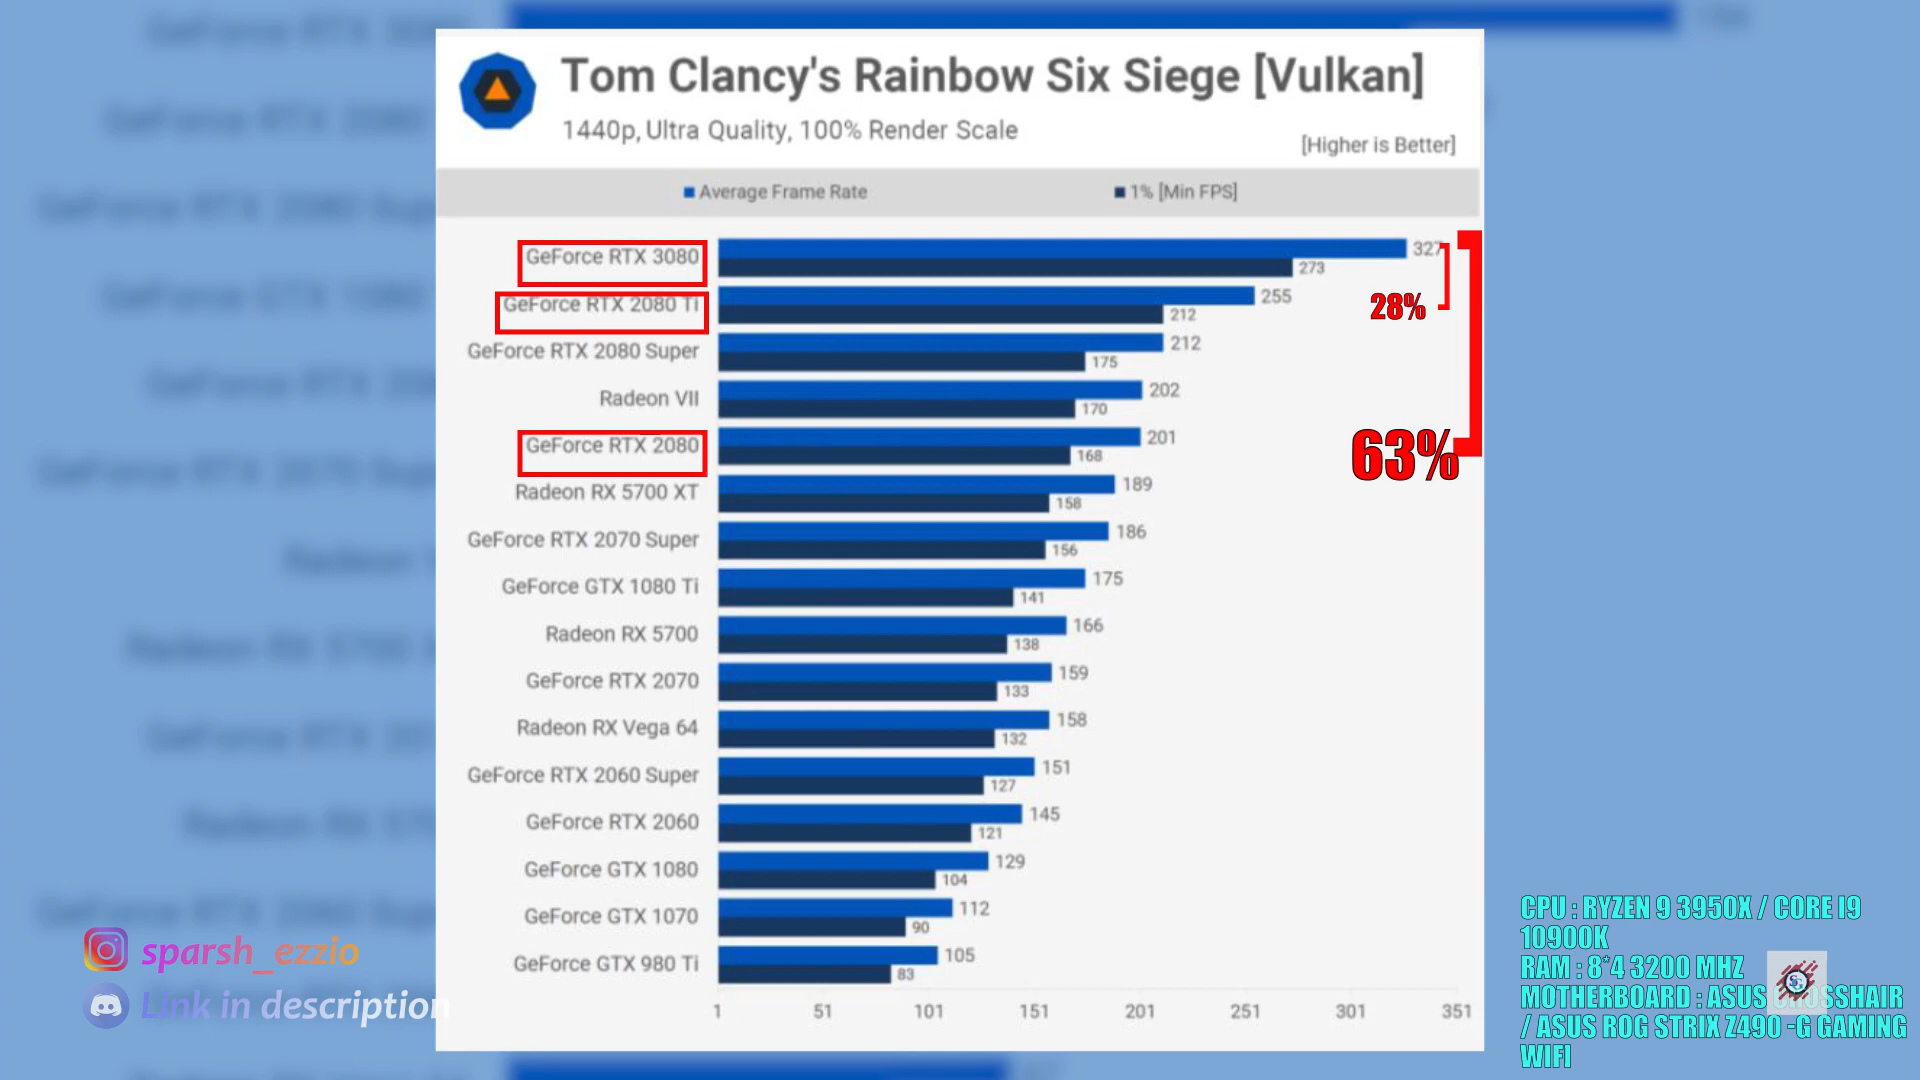 Tom Clancy's Rainbow Six Siege [Vulkan]
1440p, Ultra Quality, 100% Render Scale
[Higher is Better]
Average Frame Rate
1% [Min FPS]
GeForce RTX 3080 327 273
GeForce RTX 2080 Ti 255 212
28%
GeForce RTX 2080 Super 212 175
Radeon VII 202 170
GeForce RTX 2080 201 168
63%
Radeon RX 5700 XT 189 158
GeForce RTX 2070 Super 186 156
GeForce GTX 1080 Ti 175 141
Radeon RX 5700 166 138
GeForce RTX 2070 159 133
Radeon RX Vega 64 158 132
GeForce RTX 2060 Super 151 127
GeForce RTX 2060 145 121
GeForce GTX 1080 129 104
GeForce GTX 1070 112 90
GeForce GTX 980 Ti 105 83
1 51 101 151 201 251 301 351
sparsh_ezzio
Link in description
CPU : RYZEN 9 3950X / CORE I9
10900K
RAM : 8*4 3200 MHZ
MOTHERBOARD : ASUS CROSSHAIR
/ ASUS ROG STRIX Z490 -G GAMING
WIFI